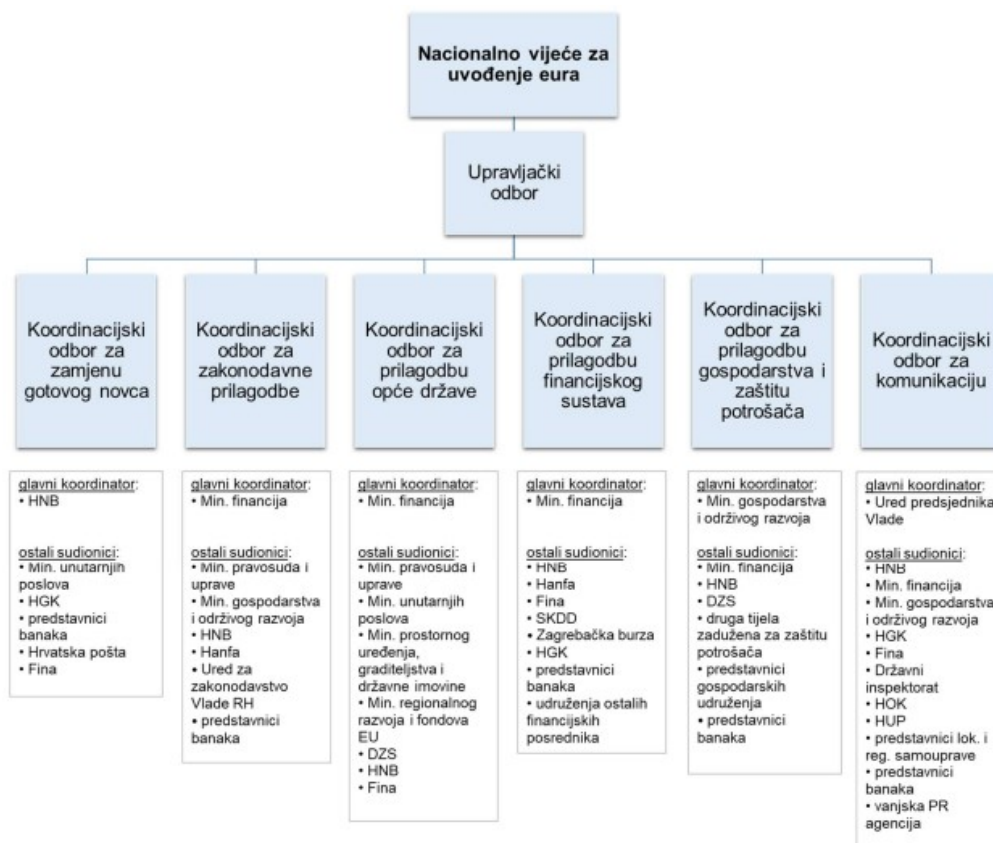 Nacionalno vijeće za
uvođenje eura
Upravljački
odbor
Koordinacijski
odbor za
zamjenu
gotovog novca
Koordinacijski
odbor za
zakonodavne
prilagodbe
Koordinacijski
odbor za
prilagodbu
opće države
Koordinacijski
odbor za
prilagodbu
financijskog
sustava
Koordinacijski
odbor za
prilagodbu
gospodarstva i
zaštitu
potrošača
Koordinacijski
odbor za
komunikaciju
glavni koordinator:
• HNB
ostali sudionici:
• Min. unutarnjih
poslova
• HGK
• predstavnici
banaka
• Hrvatska pošta
• Fina
glavni koordinator:
• Min. financija
ostali sudionici:
• Min. pravosuđa i
uprave
• Min. gospodarstva
i održivog razvoja
• HNB
• Hanfa
• Ured za
zakonodavstvo
Vlade RH
• predstavnici
banaka
glavni koordinator:
• Min. financija
ostali sudionici:
• Min. pravosuđa i
uprave
• Min. unutarnjih
poslova
• Min. prostornog
uređenja,
graditeljstva i
državne imovine
• Min. regionalnog
razvoja i fondova
EU
• DZS
• HNB
• Fina
glavni koordinator:
• Min. financija
ostali sudionici:
• HNB
• Hanfa
• Fina
• SKDD
• Zagrebačka burza
• HGK
• predstavnici
banaka
• udruženja ostalih
financijskih
posrednika
glavni koordinator:
• Min. gospodarstva
i održivog razvoja
ostali sudionici:
• Min. financija
• HNB
• DZS
• druga tijela
zadužena za zaštitu
potrošača
• predstavnici
gospodarskih
udruženja
• predstavnici
banaka
glavni koordinator:
• Ured predsjednika
Vlade
ostali sudionici:
• HNB
• Min. financija
• Min. gospodarstva
i održivog razvoja
• HGK
• Fina
• Državni
inspektorat
• HOK
• HUP
• predstavnici lok. i
reg. samouprave
• predstavnici
banaka
• vanjska PR
agencija